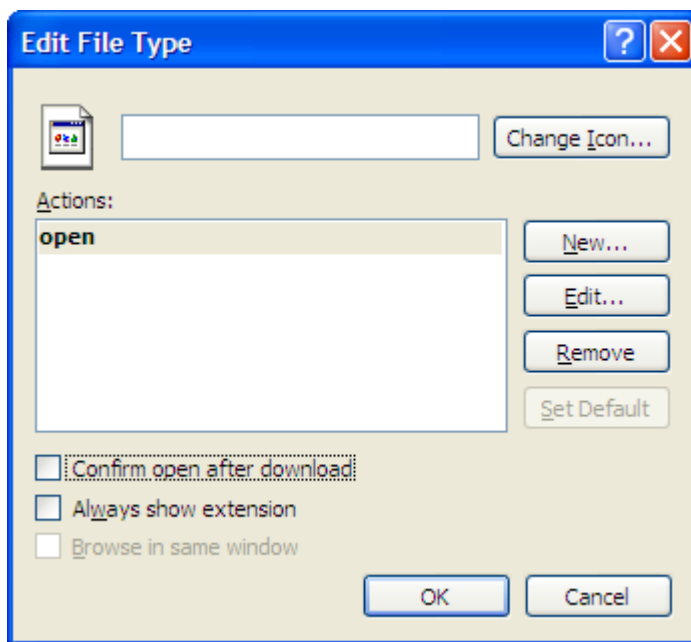 Edit File Type
?
Change Icon...
Actions:
open
New...
Edit...
Remove
Set Default
Confirm open after download
Always show extension
Browse in same window
OK
Cancel